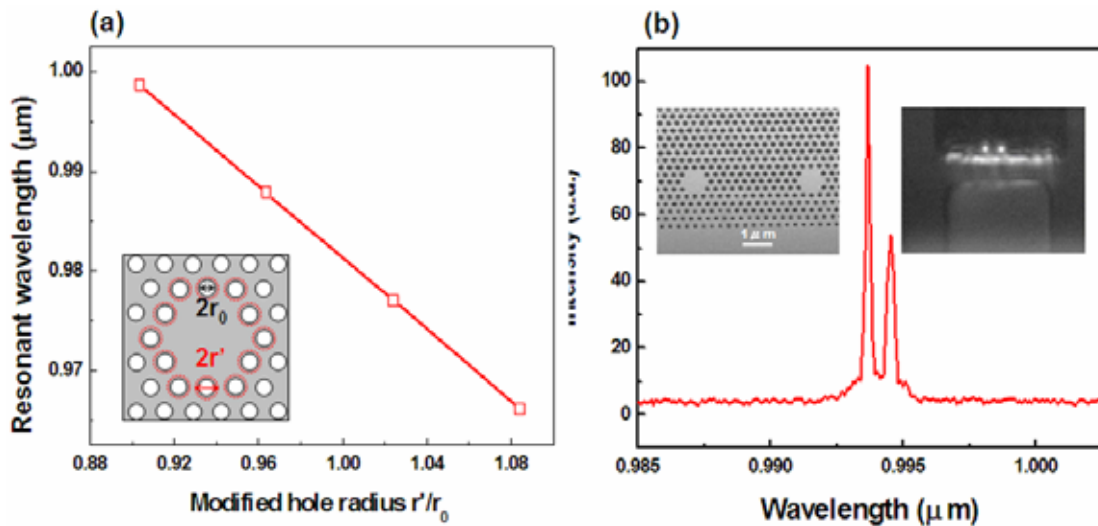 (a)
Resonant wavelength (μm)
1.00
0.99
0.98
0.97
2r₀
2r'
0.88 0.92 0.96 1.00 1.04 1.08
Modified hole radius r'/r₀
(b)
100
80
60
40
20
0
1μm
0.985 0.990 0.995 1.000
Wavelength (μm)